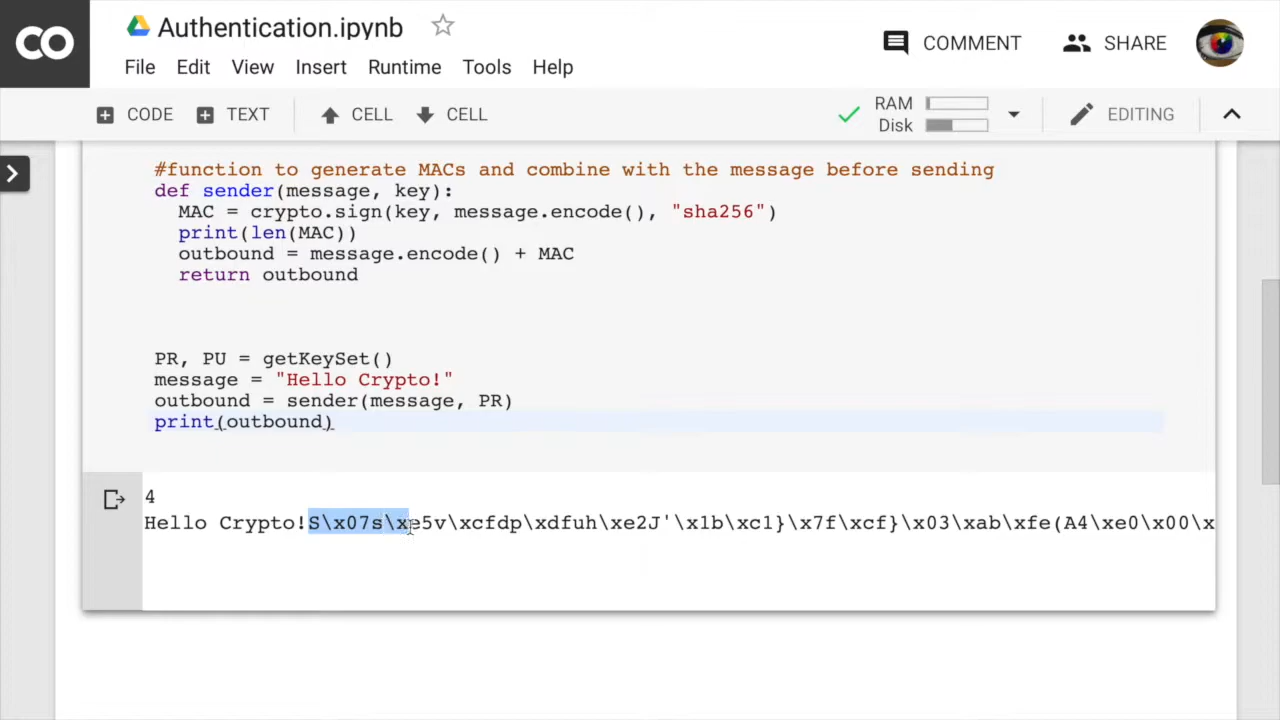 CO
Authentication.ipynb
COMMENT
SHARE
File Edit View Insert Runtime Tools Help
CODE TEXT CELL CELL
RAM
Disk
EDITING
#function to generate MACs and combine with the message before sending
def sender(message, key):
MAC = crypto.sign(key, message.encode(), "sha256")
print(len(MAC))
outbound = message.encode() + MAC
return outbound
PR, PU = getKeySet()
message = "Hello Crypto!"
outbound = sender(message, PR)
print(outbound)
4
Hello Crypto!S\x07s\xe5v\xcfdp\xdfuh\xe2J'\x1b\xc1}\x7f\xcf}\x03\xab\xfe(A4\xe0\x00\x